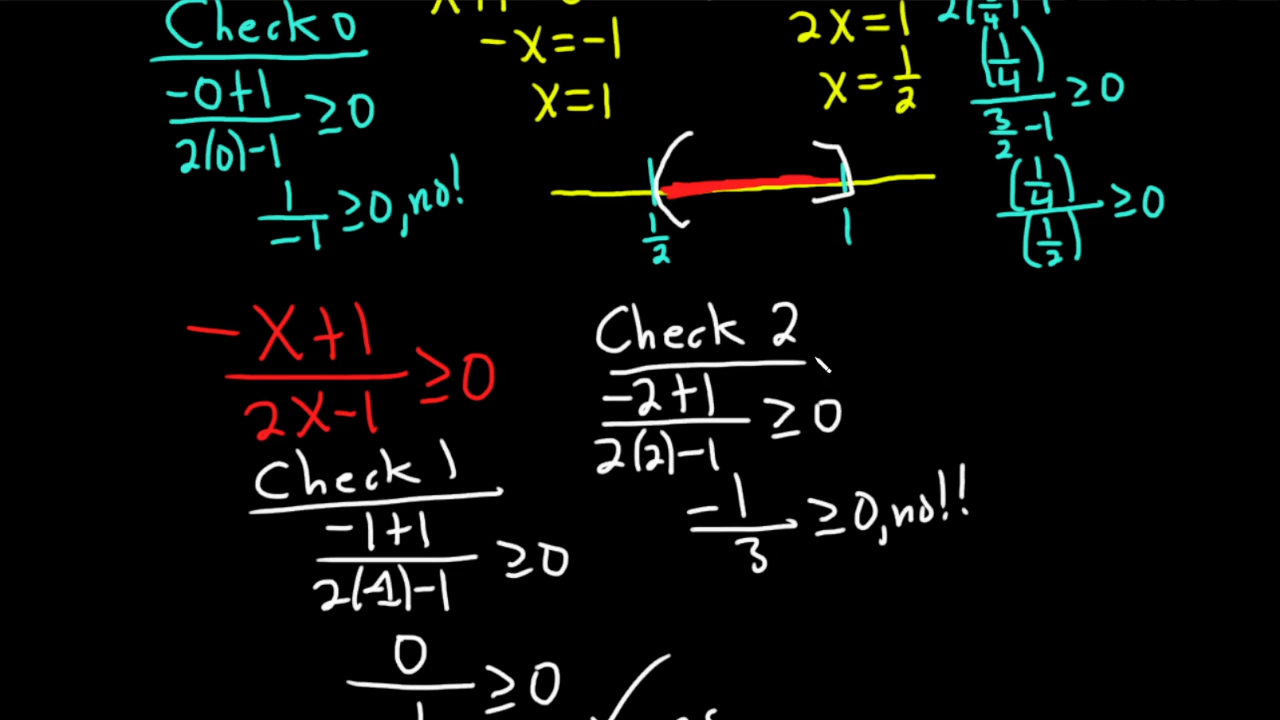 Check 0
-0+1
2(0)-1
≥0
1
-1
≥0, no!
-x=-1
x=1
2x=1
x=1/2
(1/4)
3/2 -1
≥0
(1/4)
(1/2)
≥0
1/2
1
-x+1
2x-1
≥0
Check 2
-2+1
2(2)-1
≥0
-1
3
≥0, no!!
Check 1
-1+1
2(1)-1
≥0
0
1
≥0